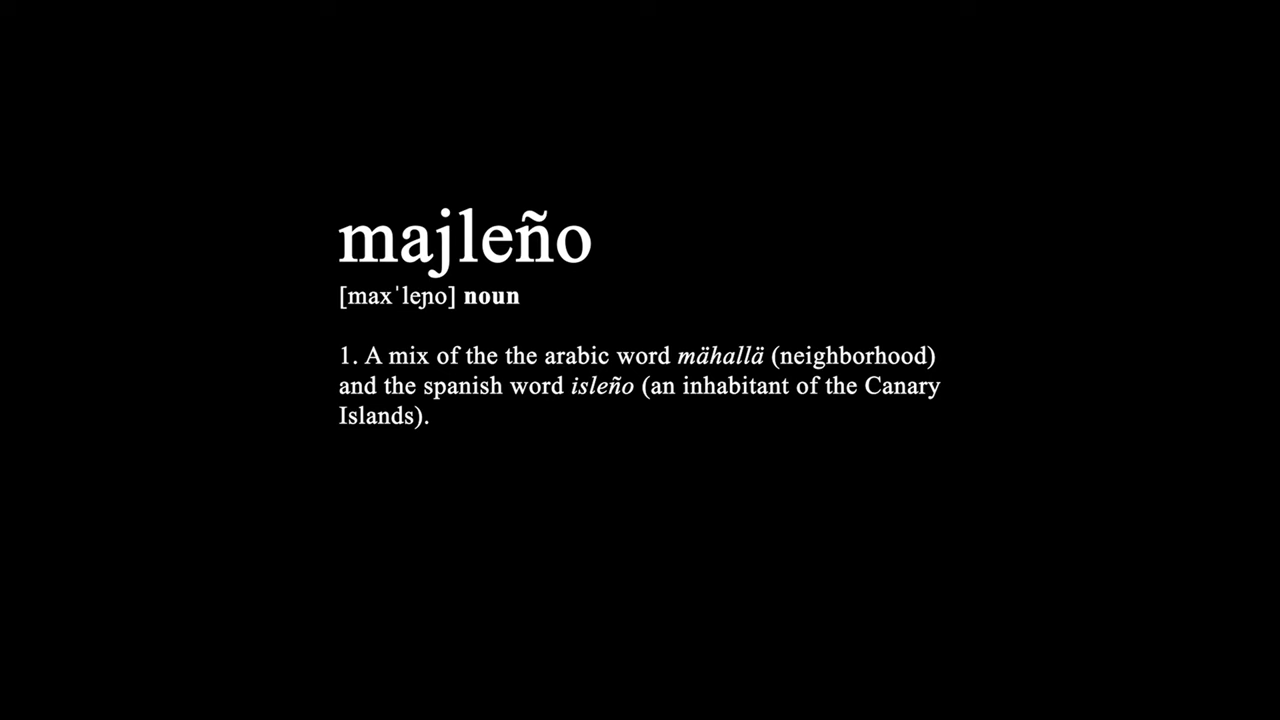 majleño
[maxˈleɲo] noun
1. A mix of the the arabic word mähallä (neighborhood)
and the spanish word isleño (an inhabitant of the Canary
Islands).